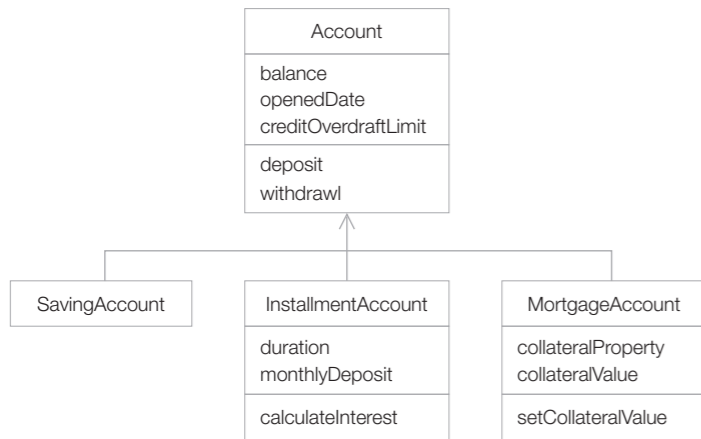 Account
balance
openedDate
creditOverdraftLimit
deposit
withdrawl
SavingAccount
InstallmentAccount
MortgageAccount
duration
monthlyDeposit
collateralProperty
collateralValue
calculateInterest
setCollateralValue